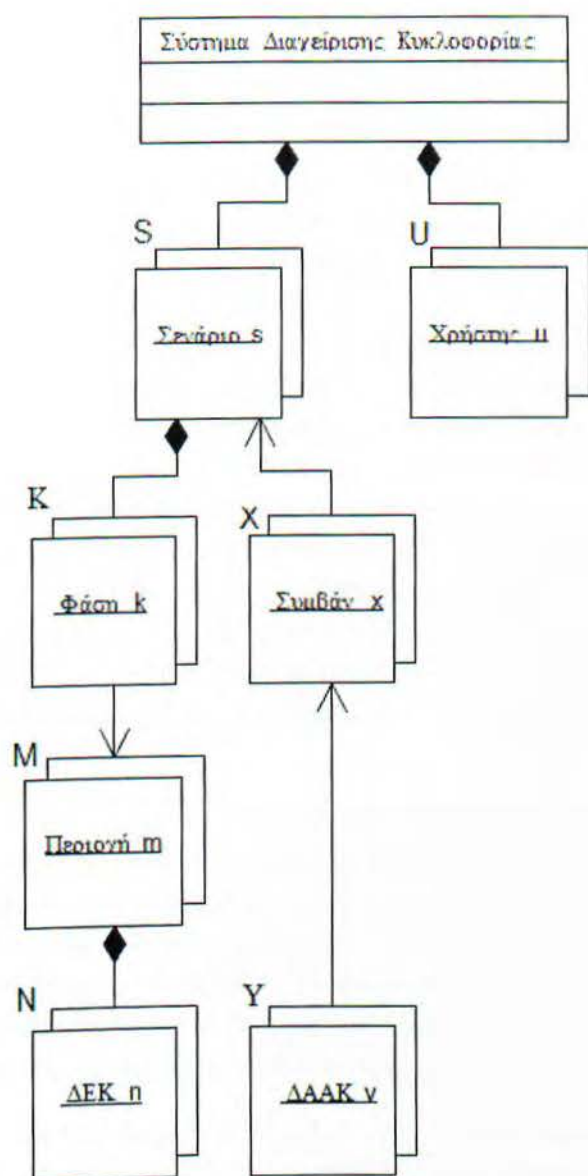 Σύστημα Διαχείρισης Κυκλοφορίας
S
U
Σενάριο s
Χρήστης u
K
X
Φάση k
Συμβάν x
M
Περιοχή m
N
Y
ΔΕΚ n
ΔΑΑΚ y